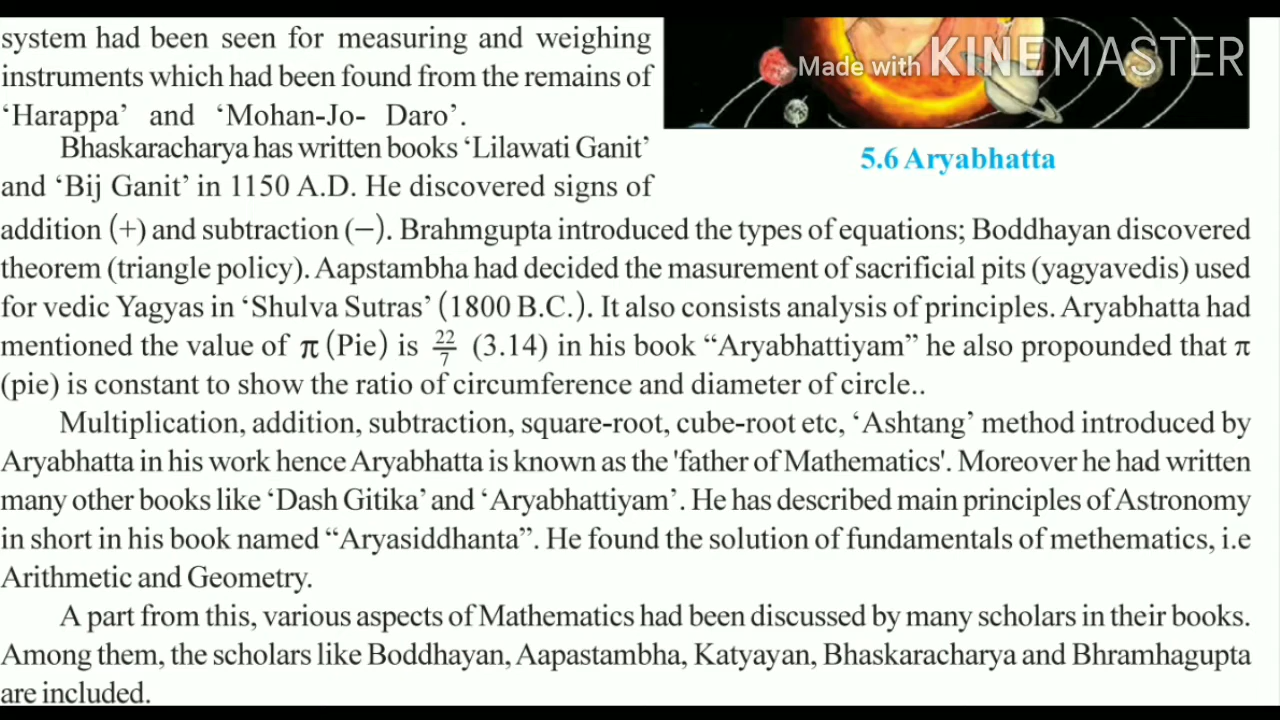 system had been seen for measuring and weighing
instruments which had been found from the remains of
‘Harappa’ and ‘Mohan-Jo- Daro’.
Made with KINEMASTER
5.6 Aryabhatta
Bhaskaracharya has written books ‘Lilawati Ganit’
and ‘Bij Ganit’ in 1150 A.D. He discovered signs of
addition (+) and subtraction (−). Brahmgupta introduced the types of equations; Boddhayan discovered
theorem (triangle policy). Aapstambha had decided the masurement of sacrificial pits (yagyavedis) used
for vedic Yagyas in ‘Shulva Sutras’ (1800 B.C.). It also consists analysis of principles. Aryabhatta had
mentioned the value of π (Pie) is 22/7 (3.14) in his book “Aryabhattiyam” he also propounded that π
(pie) is constant to show the ratio of circumference and diameter of circle..
Multiplication, addition, subtraction, square-root, cube-root etc, ‘Ashtang’ method introduced by
Aryabhatta in his work hence Aryabhatta is known as the 'father of Mathematics'. Moreover he had written
many other books like ‘Dash Gitika’ and ‘Aryabhattiyam’. He has described main principles of Astronomy
in short in his book named “Aryasiddhanta”. He found the solution of fundamentals of methematics, i.e
Arithmetic and Geometry.
A part from this, various aspects of Mathematics had been discussed by many scholars in their books.
Among them, the scholars like Boddhayan, Aapastambha, Katyayan, Bhaskaracharya and Bhramhagupta
are included.